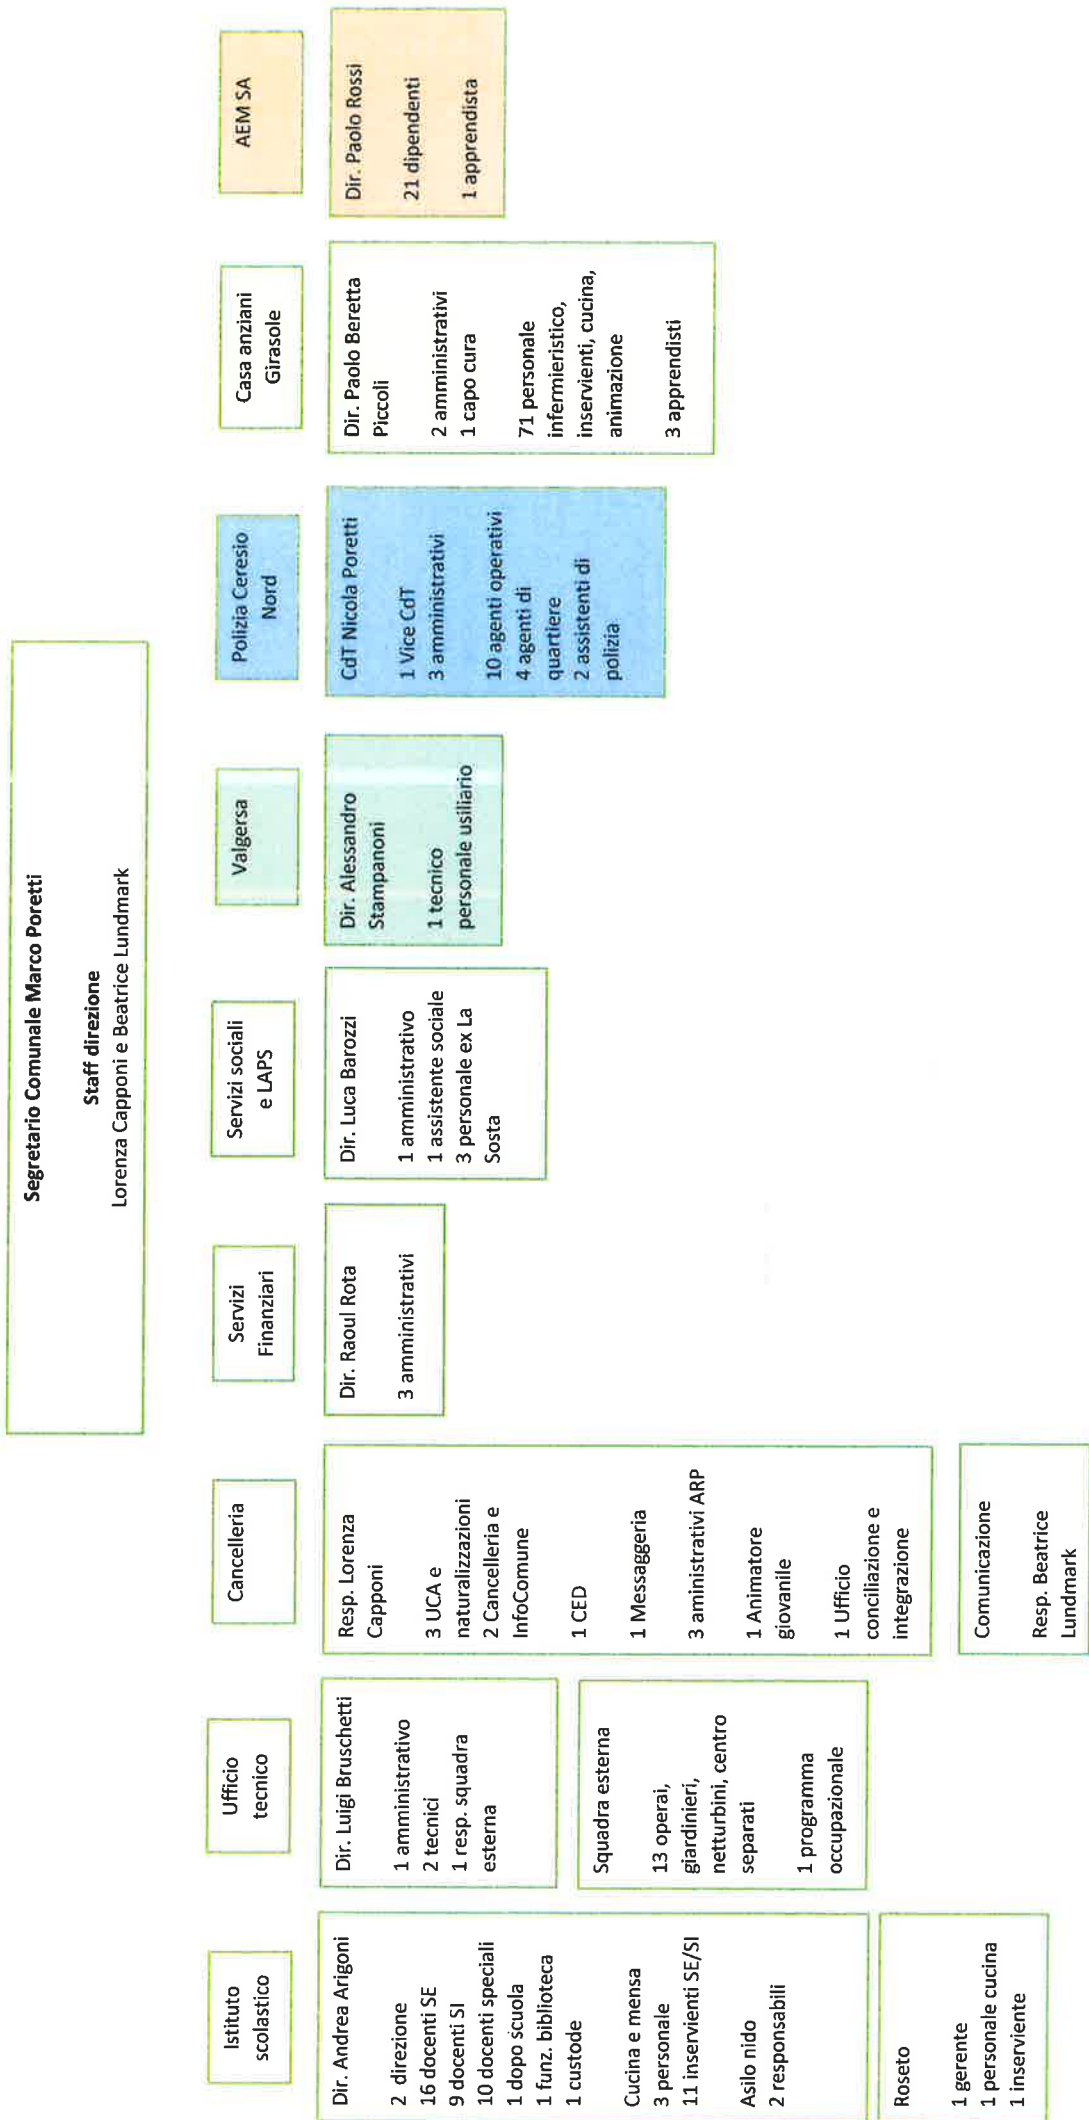 Segretario Comunale Marco Poretti
Staff direzione
Lorenza Capponi e Beatrice Lundmark
Istituto
scolastico
Dir. Andrea Arigoni
2 direzione
16 docenti SE
9 docenti SI
10 docenti speciali
1 dopo scuola
1 funz. biblioteca
1 custode
Cucina e mensa
3 personale
11 inservienti SE/SI
Asilo nido
2 responsabili
Roseto
1 gerente
1 personale cucina
1 inserviente
Ufficio
tecnico
Dir. Luigi Bruschetti
1 amministrativo
2 tecnici
1 resp. squadra
esterna
Squadra esterna
13 operai,
giardinieri,
netturbini, centro
separati
1 programma
occupazionale
Cancelleria
Resp. Lorenza
Capponi
3 UCA e
naturalizzazioni
2 Cancelleria e
InfoComune
1 CED
1 Messaggeria
3 aministrativi ARP
1 Animatore
giovanile
1 Ufficio
conciliazione e
integrazione
Comunicazione
Resp. Beatrice
Lundmark
Servizi
Finanziari
Dir. Raoul Rota
3 amministrativi
Servizi sociali
e LAPS
Dir. Luca Barozzi
1 amministrativo
1 assistente sociale
3 personale ex La
Sosta
Valgersa
Dir. Alessandro
Stampanoni
1 tecnico
personale usiliario
Polizia Ceresio
Nord
CdT Nicola Poretti
1 Vice CdT
3 amministrativi
10 agenti operativi
4 agenti di
quartiere
2 assistenti di
polizia
Casa anziani
Girasole
Dir. Paolo Beretta
Piccoli
2 amministrativi
1 capo cura
71 personale
infermieristico,
inservienti, cucina,
animazione
3 apprendisti
AEM SA
Dir. Paolo Rossi
21 dipendenti
1 apprendista